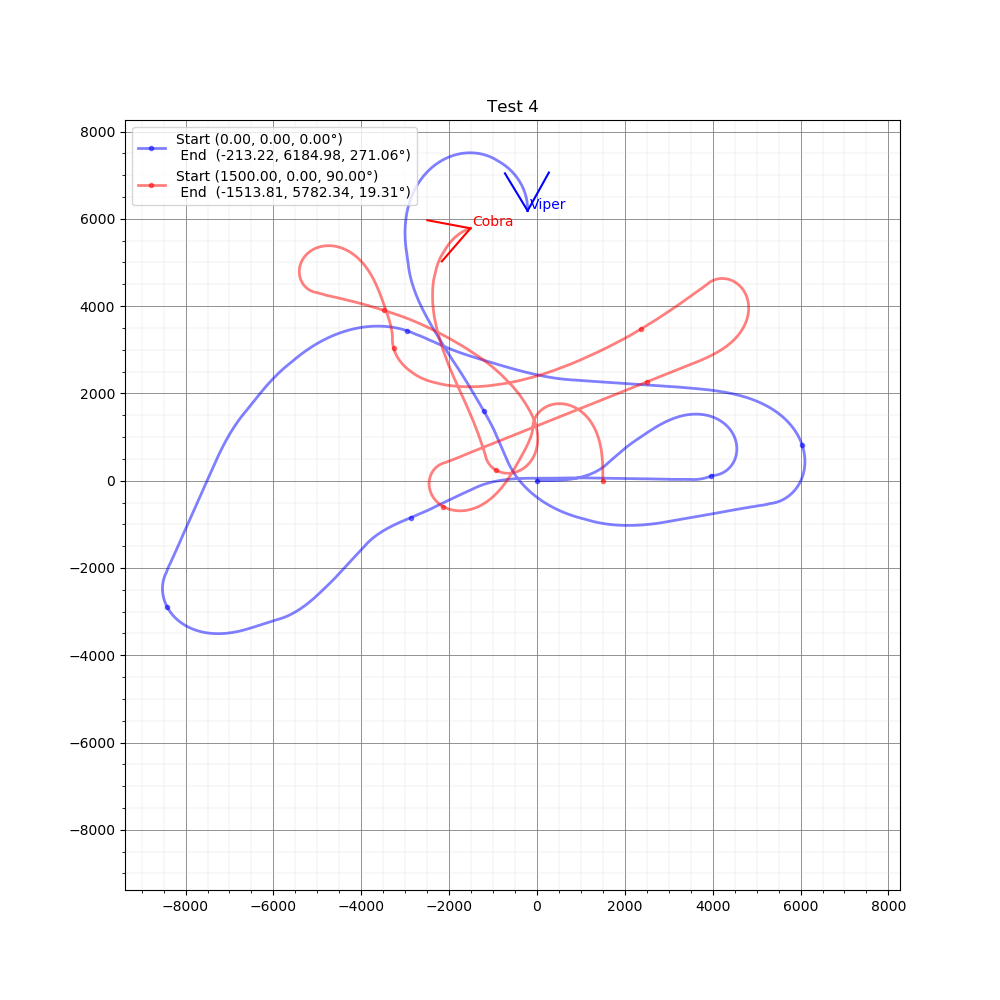 Test 4
Start (0.00, 0.00, 0.00°)
End  (-213.22, 6184.98, 271.06°)
Start (1500.00, 0.00, 90.00°)
End  (-1513.81, 5782.34, 19.31°)
8000
6000
4000
2000
0
−2000
−4000
−6000
−8000
Viper
Cobra
−8000 −6000 −4000 −2000 0 2000 4000 6000 8000